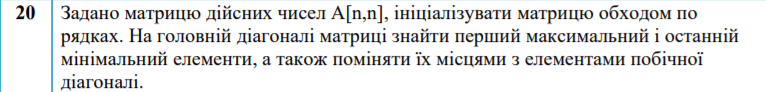 20 Задано матрицю дійсних чисел A[n,n], ініціалізувати матрицю обходом по
рядках. На головній діагоналі матриці знайти перший максимальний і останній
мінімальний елементи, а також поміняти їх місцями з елементами побічної
діагоналі.